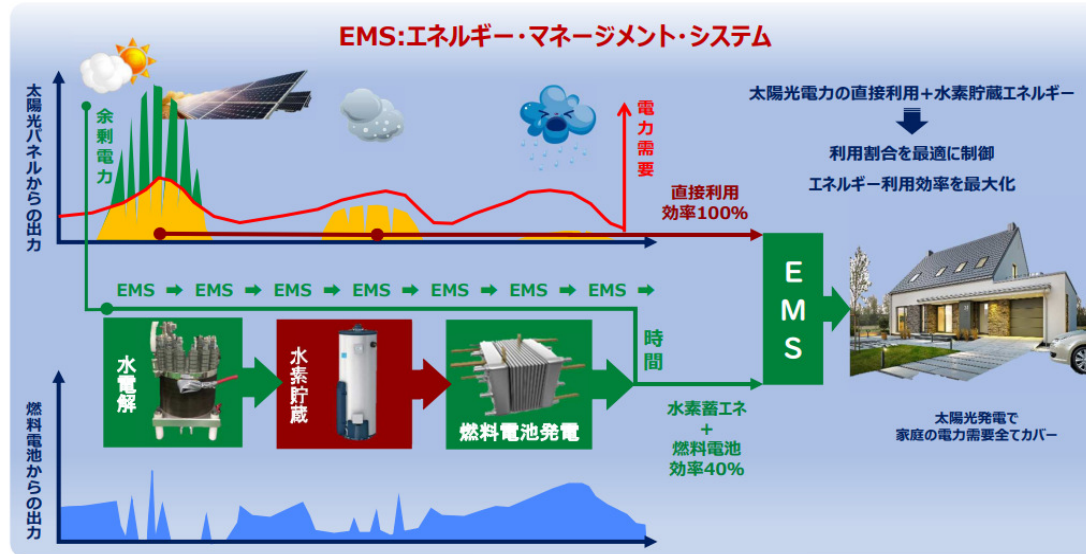 EMS:エネルギー・マネージメント・システム
太陽光パネルからの出力
余剰電力
電力需要
太陽光電力の直接利用+水素貯蔵エネルギー
利用割合を最適に制御
エネルギー利用効率を最大化
直接利用
効率100%
EMS
EMS
EMS
EMS
EMS
EMS
EMS
EMS
時間
水電解
水素貯蔵
燃料電池発電
水素蓄エネ
+
燃料電池
効率40%
太陽光発電で
家庭の電力需要全てカバー
燃料電池からの出力